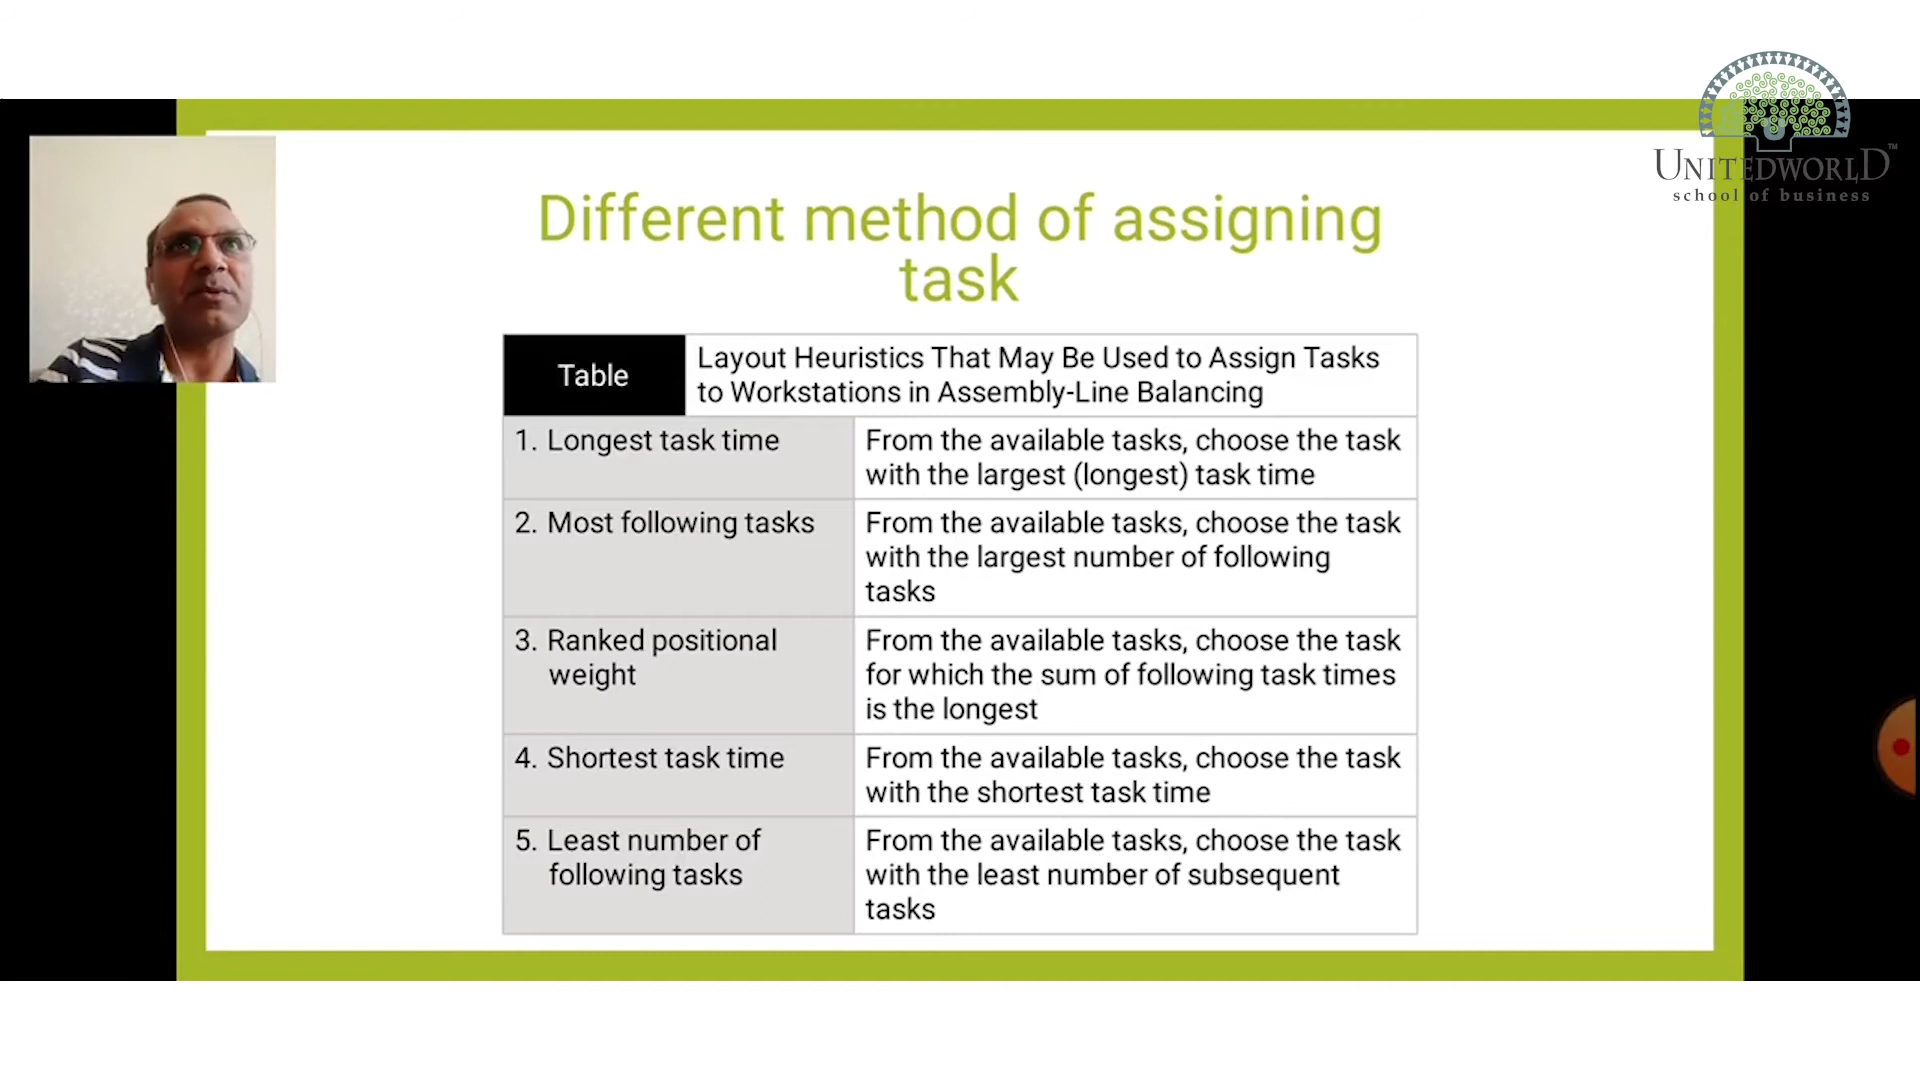 UNITEDWORLD™
school of business
Different method of assigning
task
Table
Layout Heuristics That May Be Used to Assign Tasks
to Workstations in Assembly-Line Balancing
1. Longest task time
From the available tasks, choose the task
with the largest (longest) task time
2. Most following tasks
From the available tasks, choose the task
with the largest number of following
tasks
3. Ranked positional
weight
From the available tasks, choose the task
for which the sum of following task times
is the longest
4. Shortest task time
From the available tasks, choose the task
with the shortest task time
5. Least number of
following tasks
From the available tasks, choose the task
with the least number of subsequent
tasks